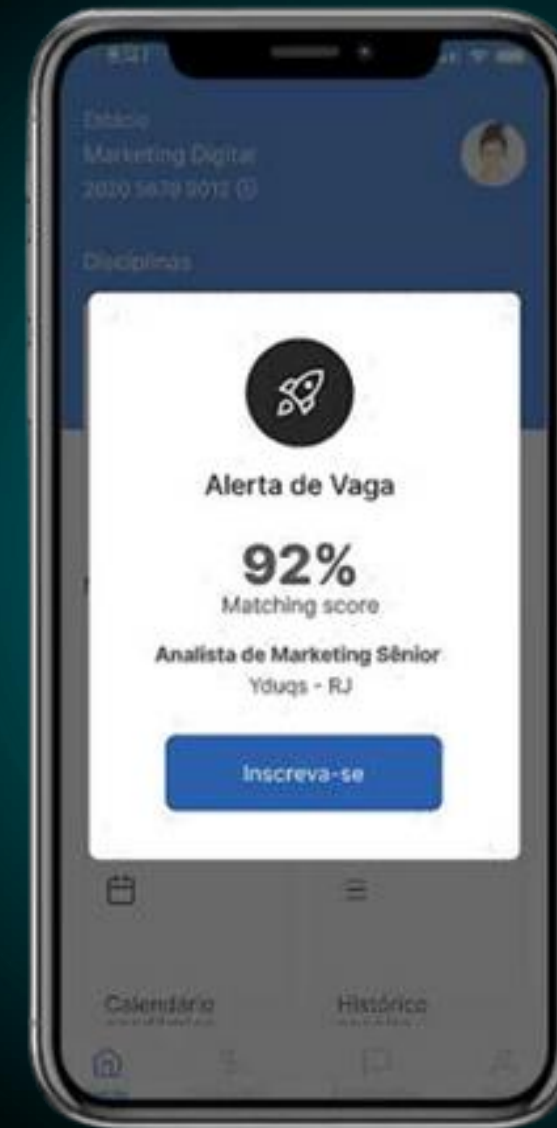 Estácio
Marketing Digital
Disciplinas
Alerta de Vaga
92%
Matching score
Analista de Marketing Sênior
Yduqs - RJ
Inscreva-se
Calendário
Histórico